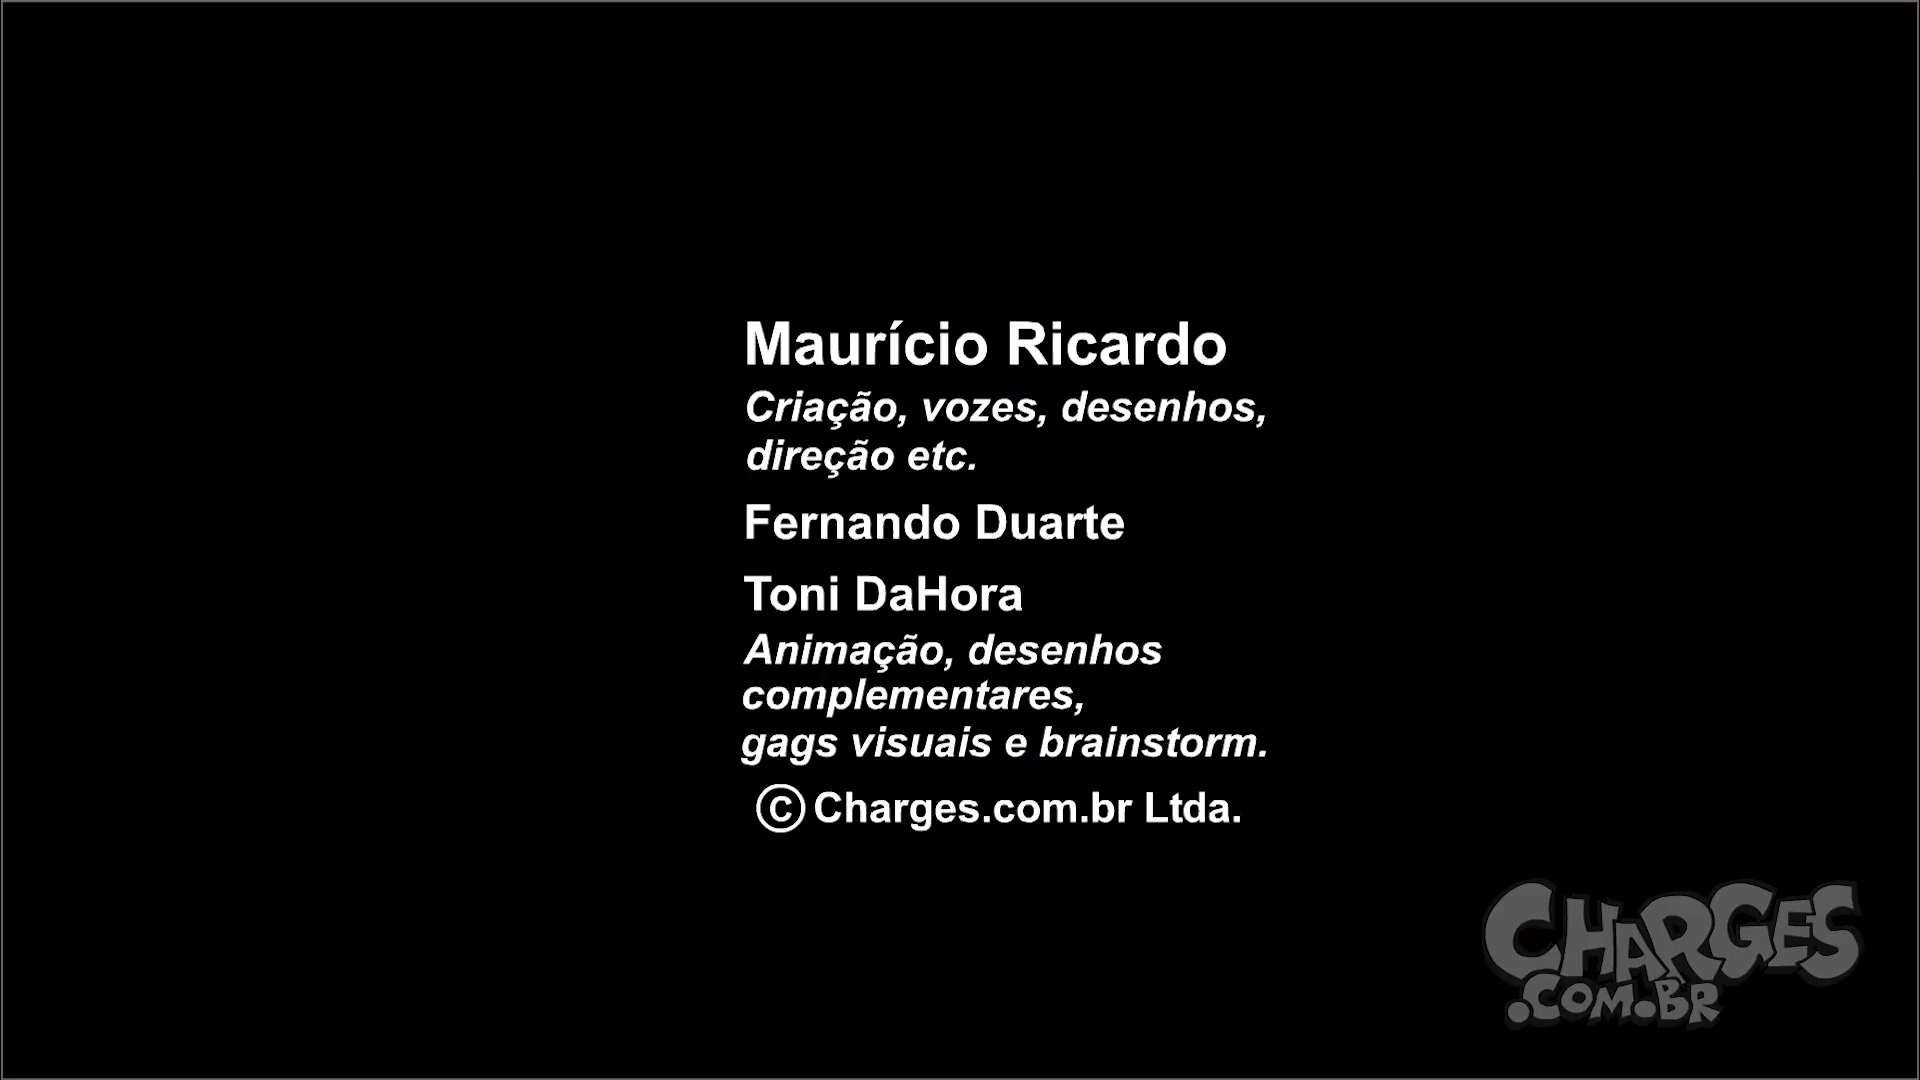 Maurício Ricardo
Criação, vozes, desenhos,
direção etc.
Fernando Duarte
Toni DaHora
Animação, desenhos
complementares,
gags visuais e brainstorm.
© Charges.com.br Ltda.
CHARGES
.COM.BR